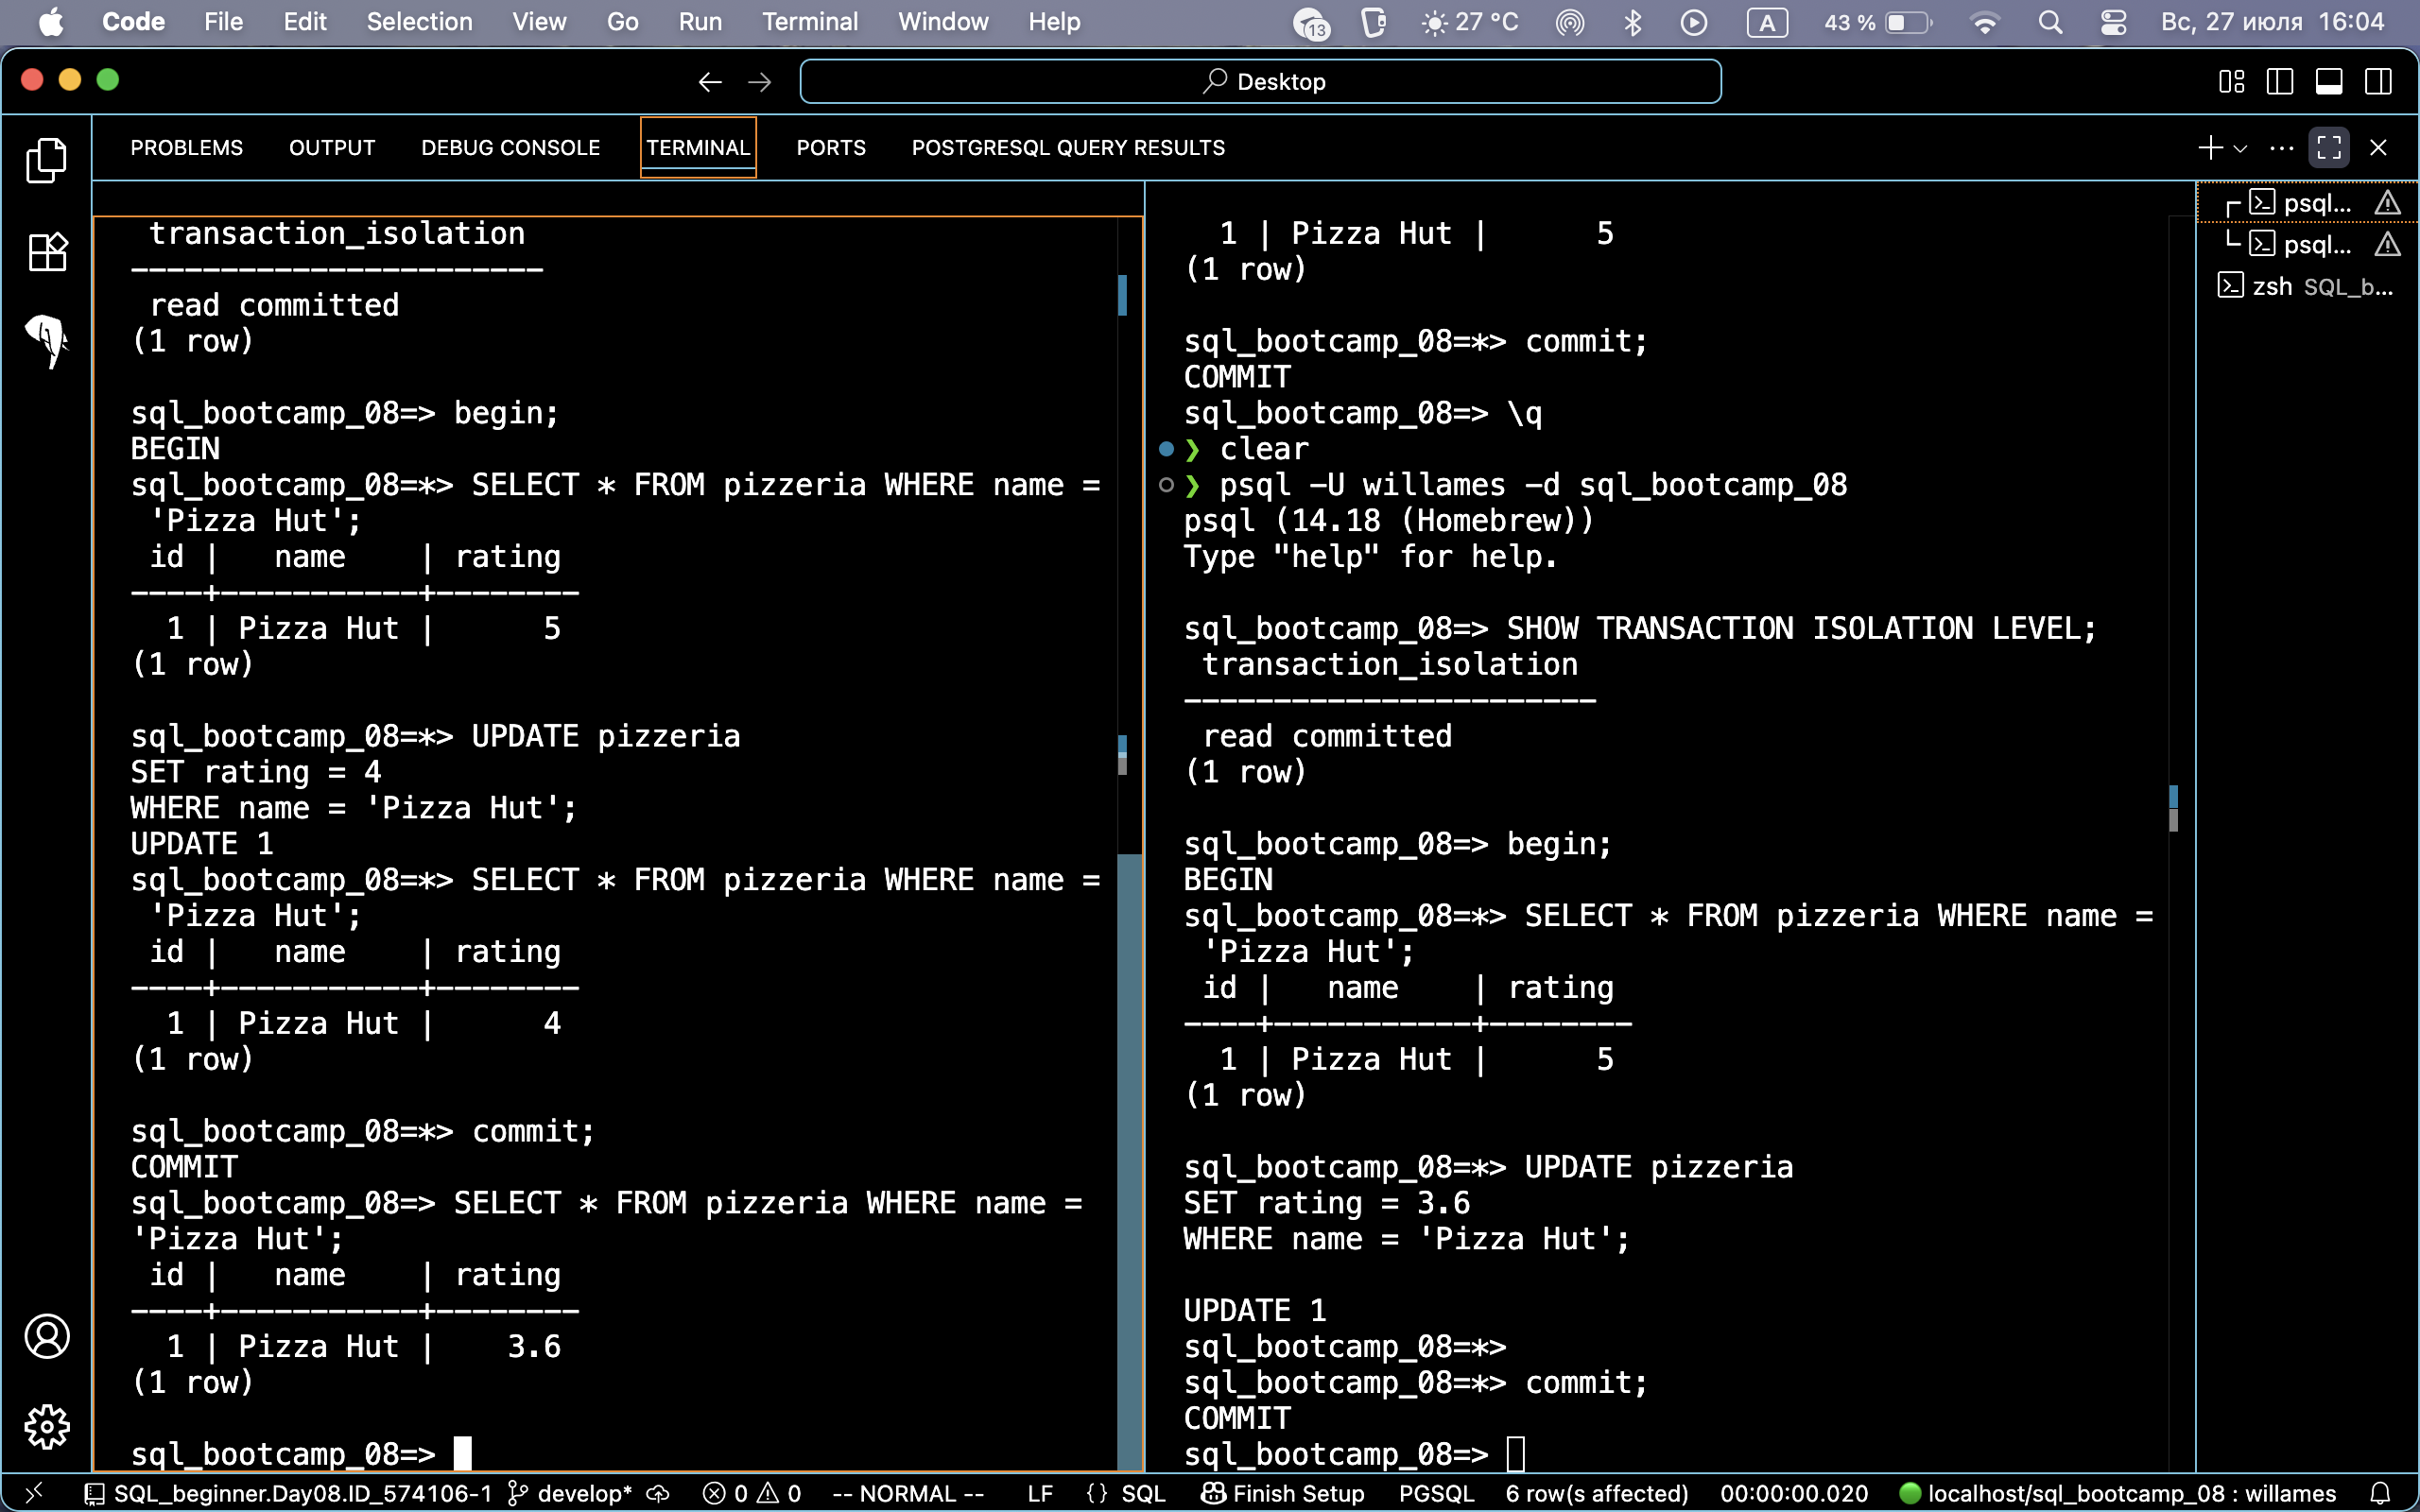 Code File Edit Selection View Go Run Terminal Window Help 13 27 °C A 43 % Вс, 27 июля 16:04
Desktop
PROBLEMS OUTPUT DEBUG CONSOLE TERMINAL PORTS POSTGRESQL QUERY RESULTS
transaction_isolation
-----------------------
read committed
(1 row)
sql_bootcamp_08=> begin;
BEGIN
sql_bootcamp_08=*> SELECT * FROM pizzeria WHERE name =
'Pizza Hut';
id | name | rating
----+-----------+--------
1 | Pizza Hut | 5
(1 row)
sql_bootcamp_08=*> UPDATE pizzeria
SET rating = 4
WHERE name = 'Pizza Hut';
UPDATE 1
sql_bootcamp_08=*> SELECT * FROM pizzeria WHERE name =
'Pizza Hut';
id | name | rating
----+-----------+--------
1 | Pizza Hut | 4
(1 row)
sql_bootcamp_08=*> commit;
COMMIT
sql_bootcamp_08=> SELECT * FROM pizzeria WHERE name =
'Pizza Hut';
id | name | rating
----+-----------+--------
1 | Pizza Hut | 3.6
(1 row)
sql_bootcamp_08=>
1 | Pizza Hut | 5
(1 row)
sql_bootcamp_08=*> commit;
COMMIT
sql_bootcamp_08=> \q
❯ clear
❯ psql -U willames -d sql_bootcamp_08
psql (14.18 (Homebrew))
Type "help" for help.
sql_bootcamp_08=> SHOW TRANSACTION ISOLATION LEVEL;
transaction_isolation
-----------------------
read committed
(1 row)
sql_bootcamp_08=> begin;
BEGIN
sql_bootcamp_08=*> SELECT * FROM pizzeria WHERE name =
'Pizza Hut';
id | name | rating
----+-----------+--------
1 | Pizza Hut | 5
(1 row)
sql_bootcamp_08=*> UPDATE pizzeria
SET rating = 3.6
WHERE name = 'Pizza Hut';
UPDATE 1
sql_bootcamp_08=*>
sql_bootcamp_08=*> commit;
COMMIT
sql_bootcamp_08=>
psql...
psql...
zsh SQL_b...
SQL_beginner.Day08.ID_574106-1 develop* 0 0 -- NORMAL -- LF {} SQL Finish Setup PGSQL 6 row(s affected) 00:00:00.020 localhost/sql_bootcamp_08 : willames